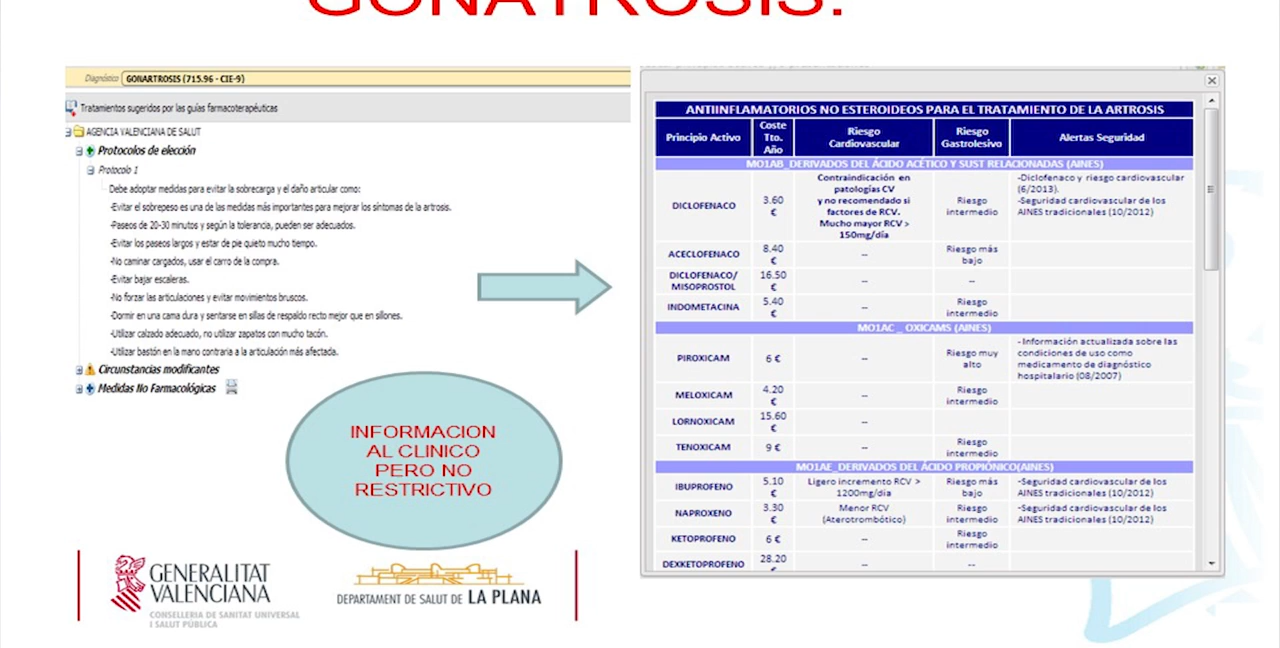 GONATROSIS.
Diagnóstico GONARTROSIS (715.96 - CIE-9)
Tratamientos sugeridos por las guías farmacoterapéuticas
AGENCIA VALENCIANA DE SALUT
Protocolos de elección
Protocolo 1
Debe adoptar medidas para evitar la sobrecarga y el daño articular como:
-Evitar el sobrepeso es una de las medidas más importantes para mejorar los síntomas de la artrosis.
-Paseos de 20-30 minutos y según la tolerancia, pueden ser adecuados.
-Evitar los paseos largos y estar de pie quieto mucho tiempo.
-No caminar cargados, usar el carro de la compra.
-Evitar bajar escaleras.
-No forzar las articulaciones y evitar movimientos bruscos.
-Dormir en una cama dura y sentarse en sillas de respaldo recto mejor que en sillones.
-Utilizar calzado adecuado, no utilizar zapatos con mucho tacón.
-Utilizar bastón en la mano contraria a la articulación más afectada.
Circunstancias modificantes
Medidas No Farmacológicas
INFORMACION
AL CLINICO
PERO NO
RESTRICTIVO
GENERALITAT
VALENCIANA
CONSELLERIA DE SANITAT UNIVERSAL
I SALUT PÚBLICA
DEPARTAMENT DE SALUT DE LA PLANA
ANTIINFLAMATORIOS NO ESTEROIDEOS PARA EL TRATAMIENTO DE LA ARTROSIS
Principio Activo Coste Tto. Año Riesgo Cardiovascular Riesgo Gastrolesivo Alertas Seguridad
MO1AB_DERIVADOS DEL ÁCIDO ACÉTICO Y SUST RELACIONADAS (AINES)
DICLOFENACO 3.60 € Contraindicación en patologías CV y no recomendado si factores de RCV. Mucho mayor RCV > 150mg/día Riesgo intermedio -Diclofenaco y riesgo cardiovascular (6/2013). -Seguridad cardiovascular de los AINES tradicionales (10/2012)
ACECLOFENACO 8.40 € -- Riesgo más bajo
DICLOFENACO/ MISOPROSTOL 16.50 € -- --
INDOMETACINA 5.40 € -- Riesgo intermedio
MO1AC _ OXICAMS (AINES)
PIROXICAM 6 € -- Riesgo muy alto - Información actualizada sobre las condiciones de uso como medicamento de diagnóstico hospitalario (08/2007)
MELOXICAM 4.20 € -- Riesgo intermedio
LORNOXICAM 15.60 € --
TENOXICAM 9 € -- Riesgo intermedio
MO1AE_DERIVADOS DEL ÁCIDO PROPIÓNICO(AINES)
IBUPROFENO 5.10 € Ligero incremento RCV > 1200mg/día Riesgo más bajo -Seguridad cardiovascular de los AINES tradicionales (10/2012)
NAPROXENO 3.30 € Menor RCV (Aterotrombótico) Riesgo intermedio -Seguridad cardiovascular de los AINES tradicionales (10/2012)
KETOPROFENO 6 € -- Riesgo intermedio
DEXKETOPROFENO 28.20 -- --